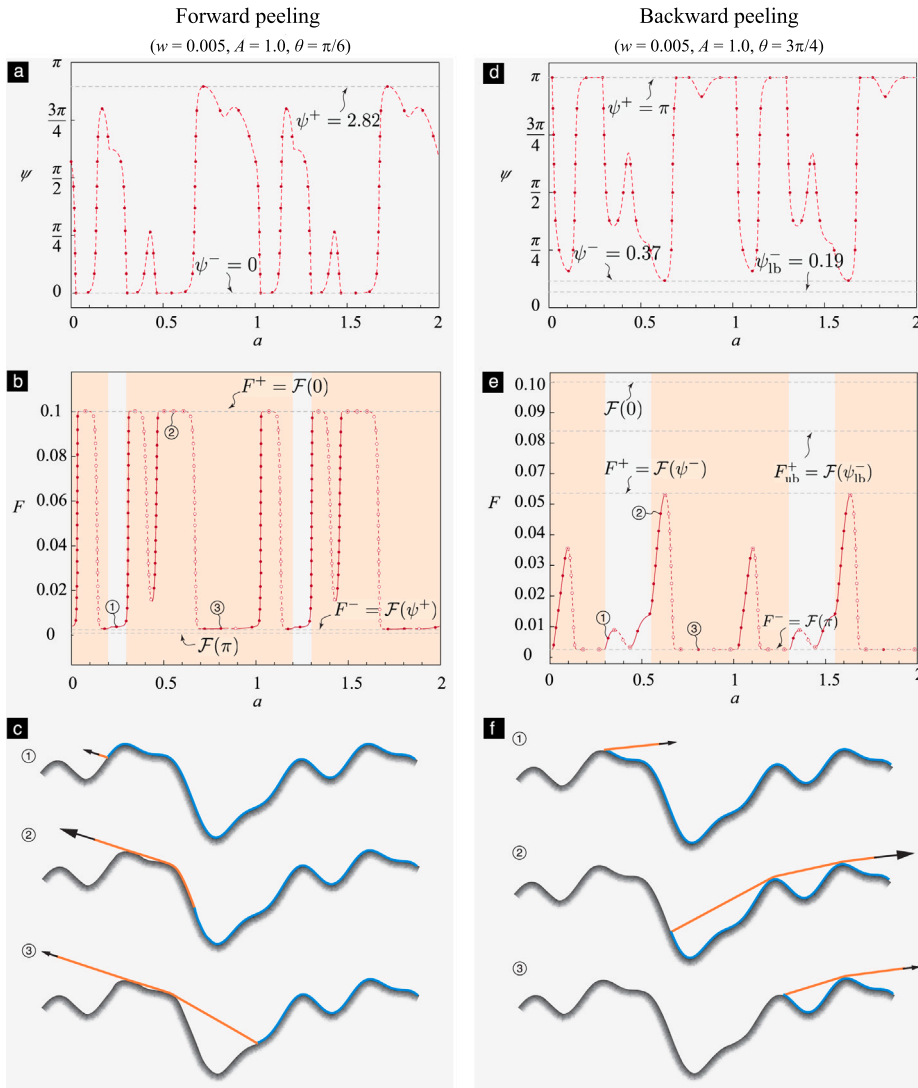 Forward peeling
(w = 0.005, A = 1.0, θ = π/6)
Backward peeling
(w = 0.005, A = 1.0, θ = 3π/4)
a
π
3π/4
π/2
π/4
0
ψ
ψ⁺ = 2.82
ψ⁻ = 0
0 0.5 1 1.5 2
a
d
π
3π/4
π/2
π/4
0
ψ
ψ⁺ = π
ψ⁻ = 0.37
ψ⁻lb = 0.19
0 0.5 1 1.5 2
a
b
F⁺ = ℱ(0)
0.1
0.08
0.06
0.04
0.02
0
F
①
②
③
F⁻ = ℱ(ψ⁺)
ℱ(π)
0 0.5 1 1.5 2
a
e
0.10
0.09
0.08
0.07
0.06
0.05
0.04
0.03
0.02
0.01
0
F
ℱ(0)
F⁺ = ℱ(ψ⁻)
F⁺ub = ℱ(ψ⁻lb)
②
①
③
F⁻ = ℱ(π)
0 0.5 1 1.5 2
a
c
①
②
③
f
①
②
③